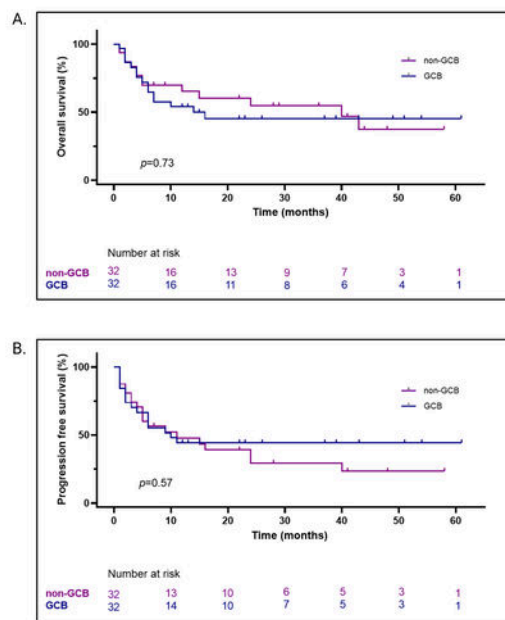 A.
Overall survival (%)
100
50
0
non-GCB
GCB
p=0.73
0 10 20 30 40 50 60
Time (months)
Number at risk
non-GCB 32 16 13 9 7 3 1
GCB 32 16 11 8 6 4 1
B.
Progression free survival (%)
100
50
0
non-GCB
GCB
p=0.57
0 10 20 30 40 50 60
Time (months)
Number at risk
non-GCB 32 13 10 6 5 3 1
GCB 32 14 10 7 5 3 1